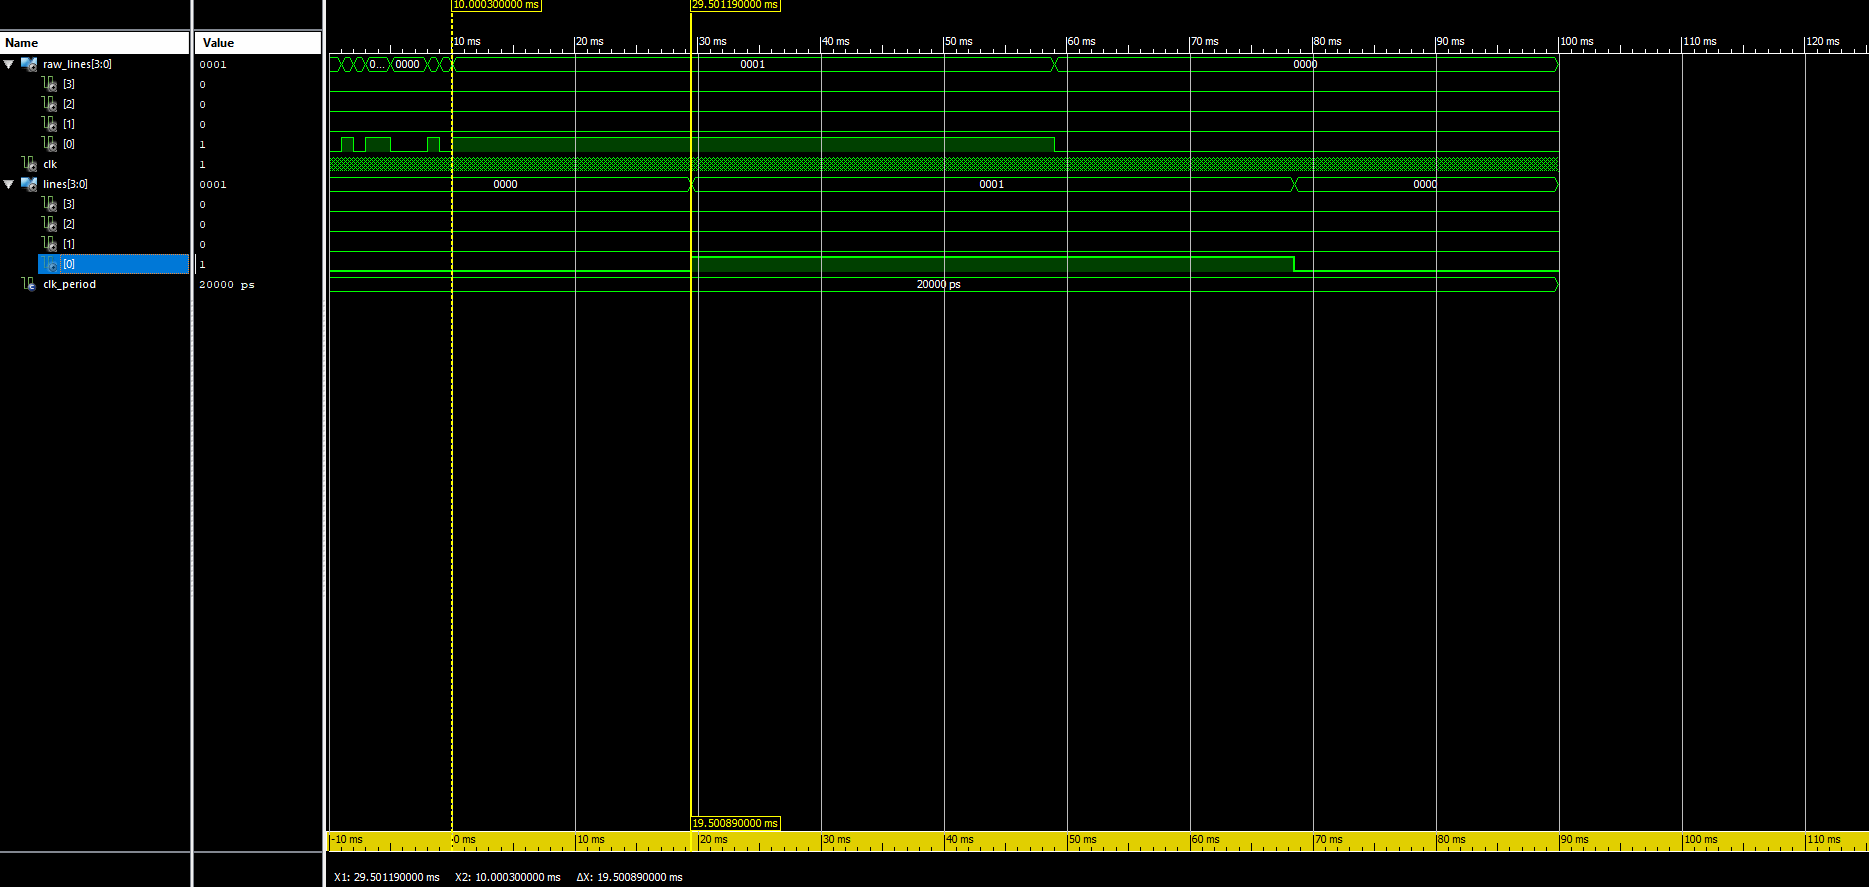 10.000300000 ms 29.501190000 ms
Name Value 10 ms 20 ms 30 ms 40 ms 50 ms 60 ms 70 ms 80 ms 90 ms 100 ms 110 ms 120 ms
raw_lines[3:0] 0001 0... 0000 0001 0000
[3] 0
[2] 0
[1] 0
[0] 1
clk 1
lines[3:0] 0001 0000 0001 0000
[3] 0
[2] 0
[1] 0
[0] 1
clk_period 20000 ps 20000 ps
19.500890000 ms
-10 ms 0 ms 10 ms 20 ms 30 ms 40 ms 50 ms 60 ms 70 ms 80 ms 90 ms 100 ms 110 ms
X1: 29.501190000 ms X2: 10.000300000 ms ΔX: 19.500890000 ms